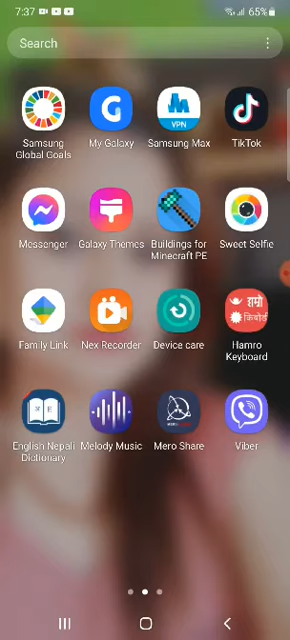 7:37
65%
Search
Samsung Global Goals
G
My Galaxy
VPN
Samsung Max
TikTok
Messenger
Galaxy Themes
Buildings for Minecraft PE
Sweet Selfie
Family Link
Nex Recorder
Device care
हाम्रो
किबोर्ड
Hamro Keyboard
English Nepali Dictionary
Melody Music
Mero Share
Viber